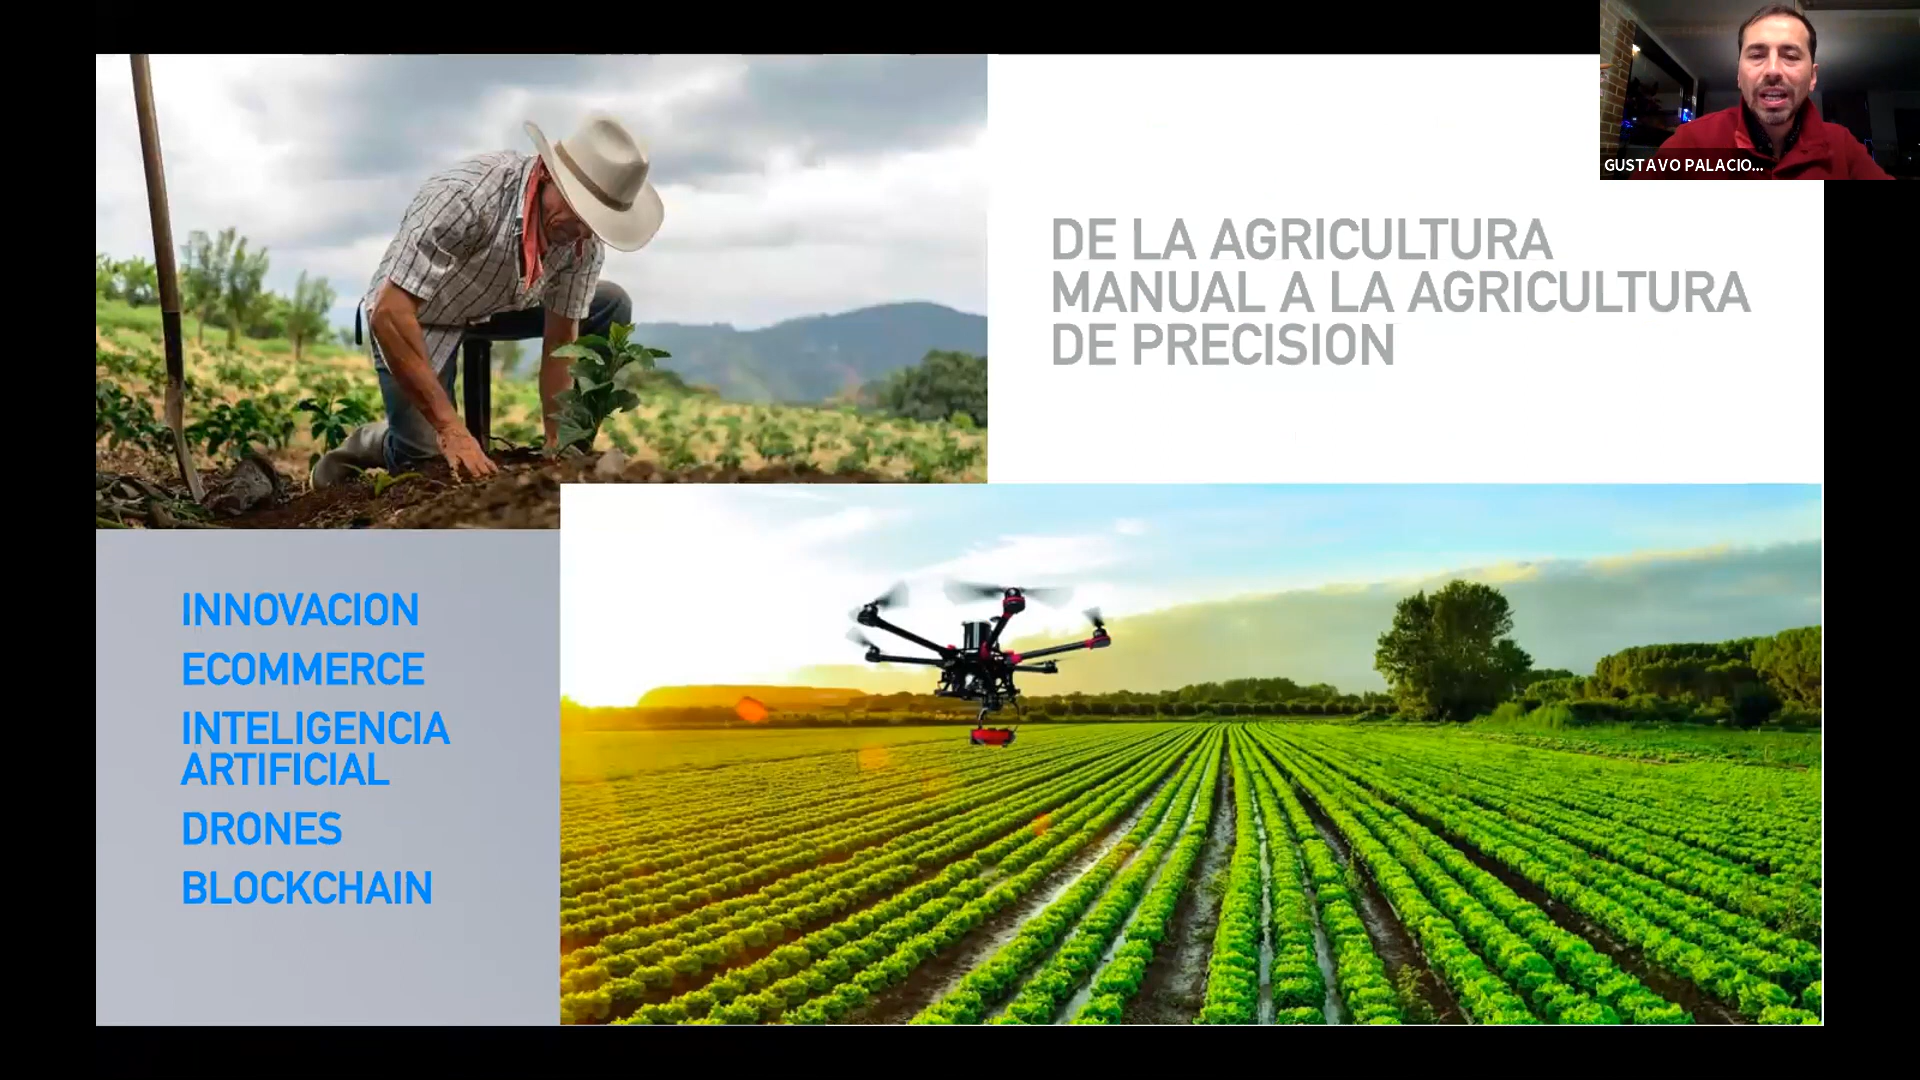 GUSTAVO PALACIO...
DE LA AGRICULTURA
MANUAL A LA AGRICULTURA
DE PRECISION
INNOVACION
ECOMMERCE
INTELIGENCIA
ARTIFICIAL
DRONES
BLOCKCHAIN